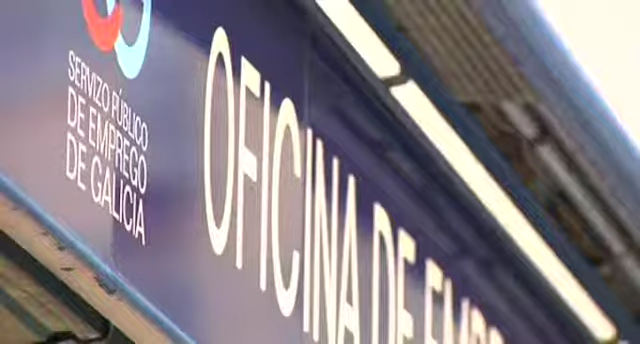 SERVIZO PÚBLICO
DE EMPREGO
DE GALICIA
OFICINA DE